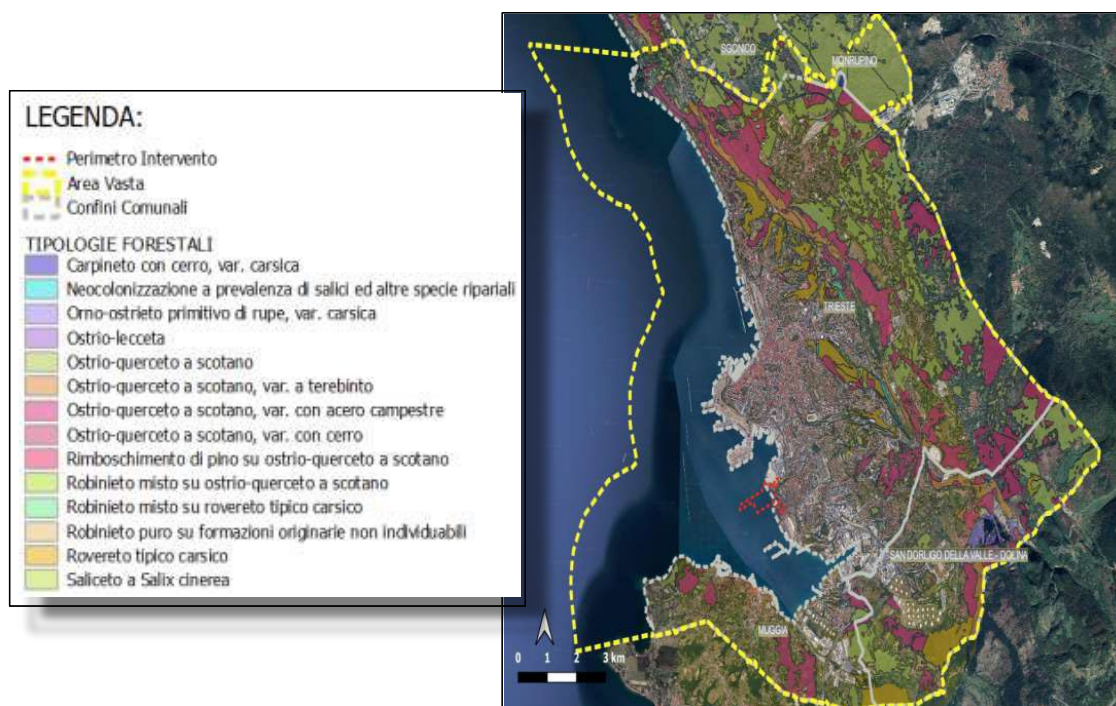 LEGENDA:
Perimetro Intervento
Area Vasta
Confini Comunali
TIPOLOGIE FORESTALI
Carpineto con cerro, var. carsica
Neocolonizzazione a prevalenza di salici ed altre specie ripariali
Orno-ostrieto primitivo di rupe, var. carsica
Ostrio-lecceta
Ostrio-querceto a scotano
Ostrio-querceto a scotano, var. a terebinto
Ostrio-querceto a scotano, var. con acero campestre
Ostrio-querceto a scotano, var. con cerro
Rimboschimento di pino su ostrio-querceto a scotano
Robinieto misto su ostrio-querceto a scotano
Robinieto misto su rovereto tipico carsico
Robinieto puro su formazioni originarie non individuabili
Rovereto tipico carsico
Saliceto a Salix cinerea
SGONICO
MONRUPINO
TRIESTE
SAN DORLIGO DELLA VALLE - DOLINA
MUGGIA
0 1 2 3 km